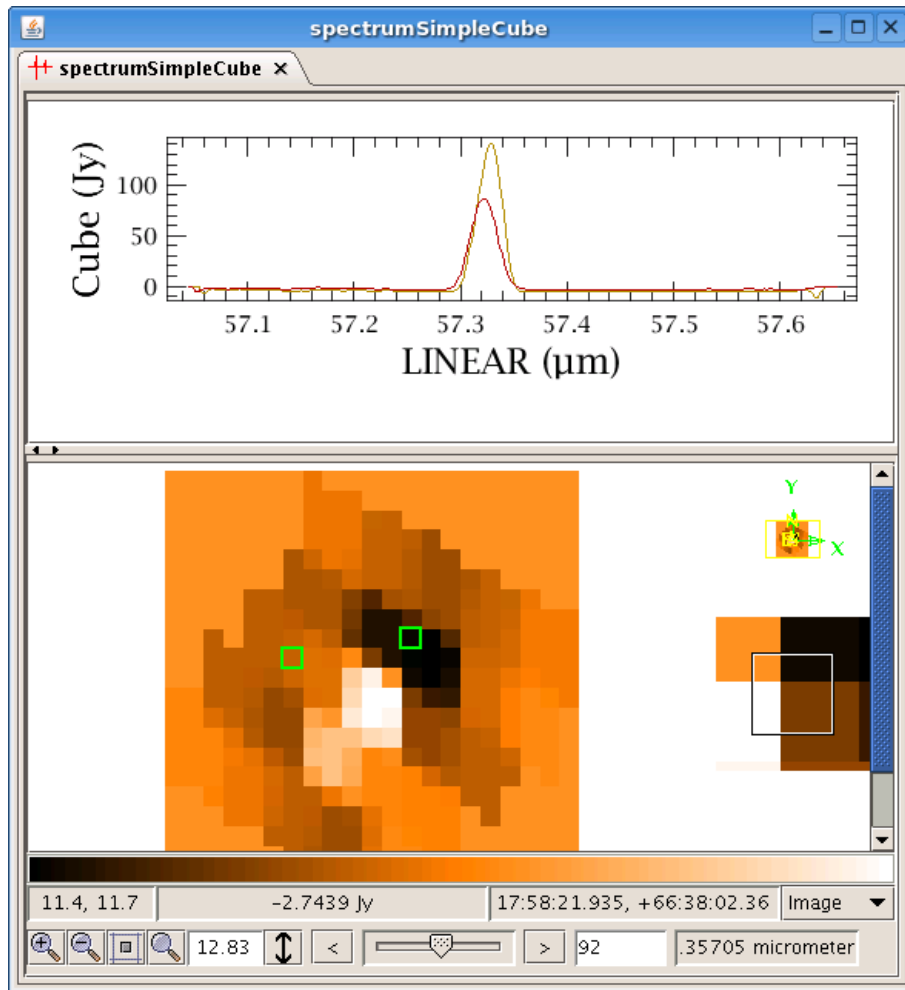 spectrumSimpleCube
spectrumSimpleCube
Cube (Jy)
100
50
0
57.1 57.2 57.3 57.4 57.5 57.6
LINEAR (µm)
Y
X
11.4, 11.7 -2.7439 Jy 17:58:21.935, +66:38:02.36 Image
12.83 < > 92 .35705 micrometer